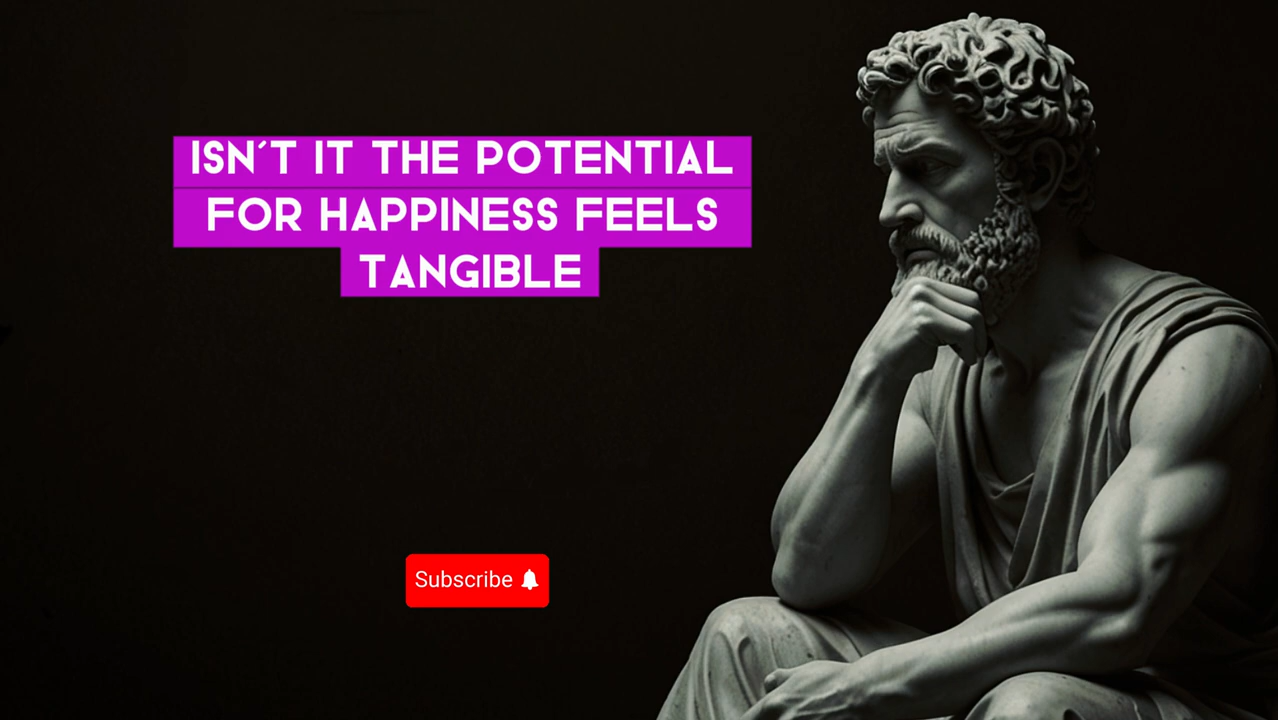 ISN´T IT THE POTENTIAL
FOR HAPPINESS FEELS
TANGIBLE
Subscribe